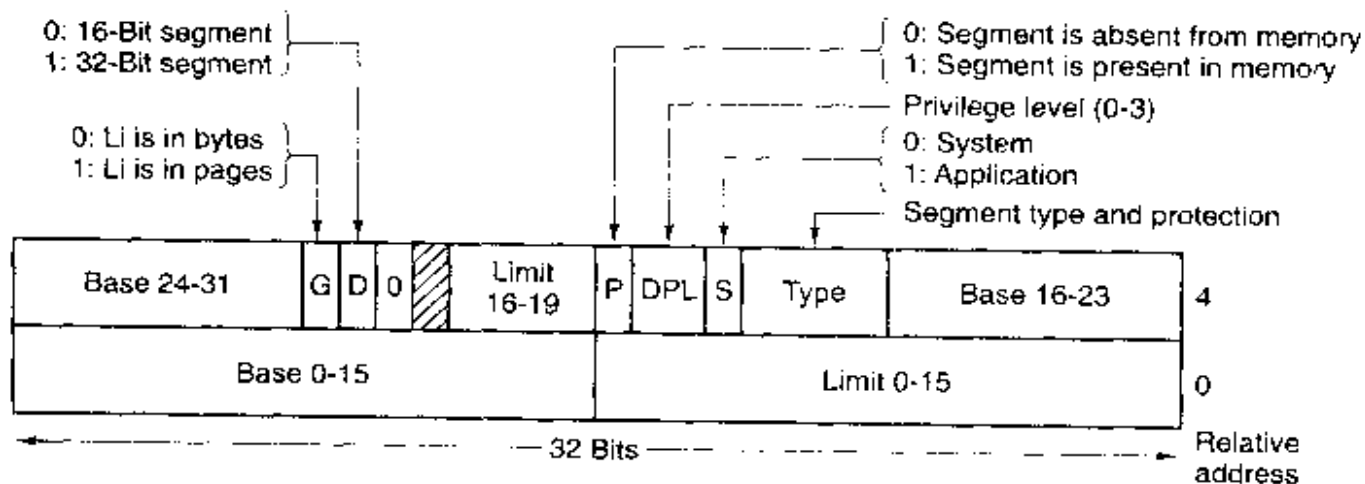 0: 16-Bit segment
1: 32-Bit segment
0: Li is in bytes
1: Li is in pages
0: Segment is absent from memory
1: Segment is present in memory
Privilege level (0-3)
0: System
1: Application
Segment type and protection
Base 24-31
G
D
0
Limit
16-19
P
DPL
S
Type
Base 16-23
4
Base 0-15
Limit 0-15
0
32 Bits
Relative
address